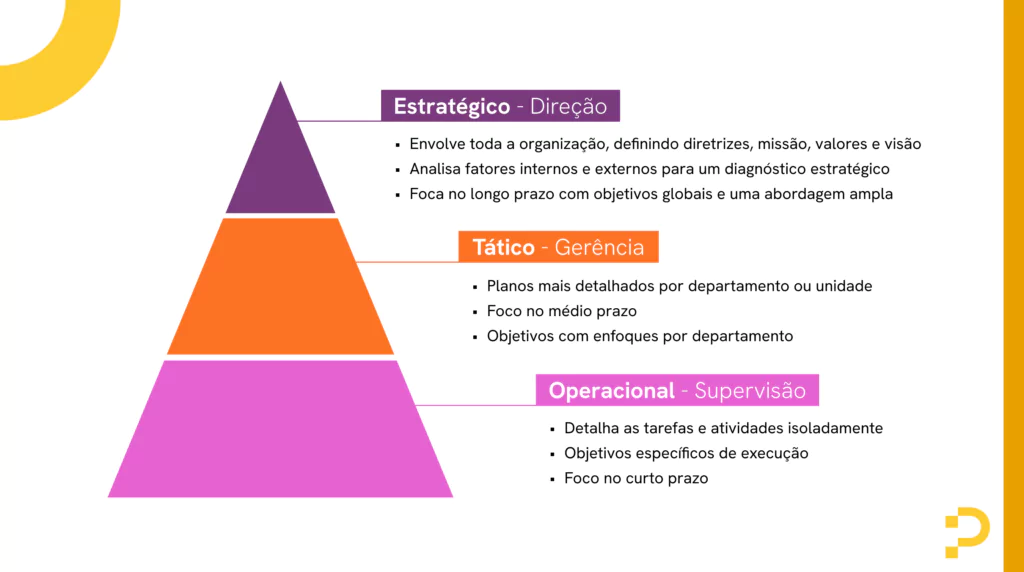 Estratégico - Direção
▪ Envolve toda a organização, definindo diretrizes, missão, valores e visão
▪ Analisa fatores internos e externos para um diagnóstico estratégico
▪ Foca no longo prazo com objetivos globais e uma abordagem ampla
Tático - Gerência
▪ Planos mais detalhados por departamento ou unidade
▪ Foco no médio prazo
▪ Objetivos com enfoques por departamento
Operacional - Supervisão
▪ Detalha as tarefas e atividades isoladamente
▪ Objetivos específicos de execução
▪ Foco no curto prazo